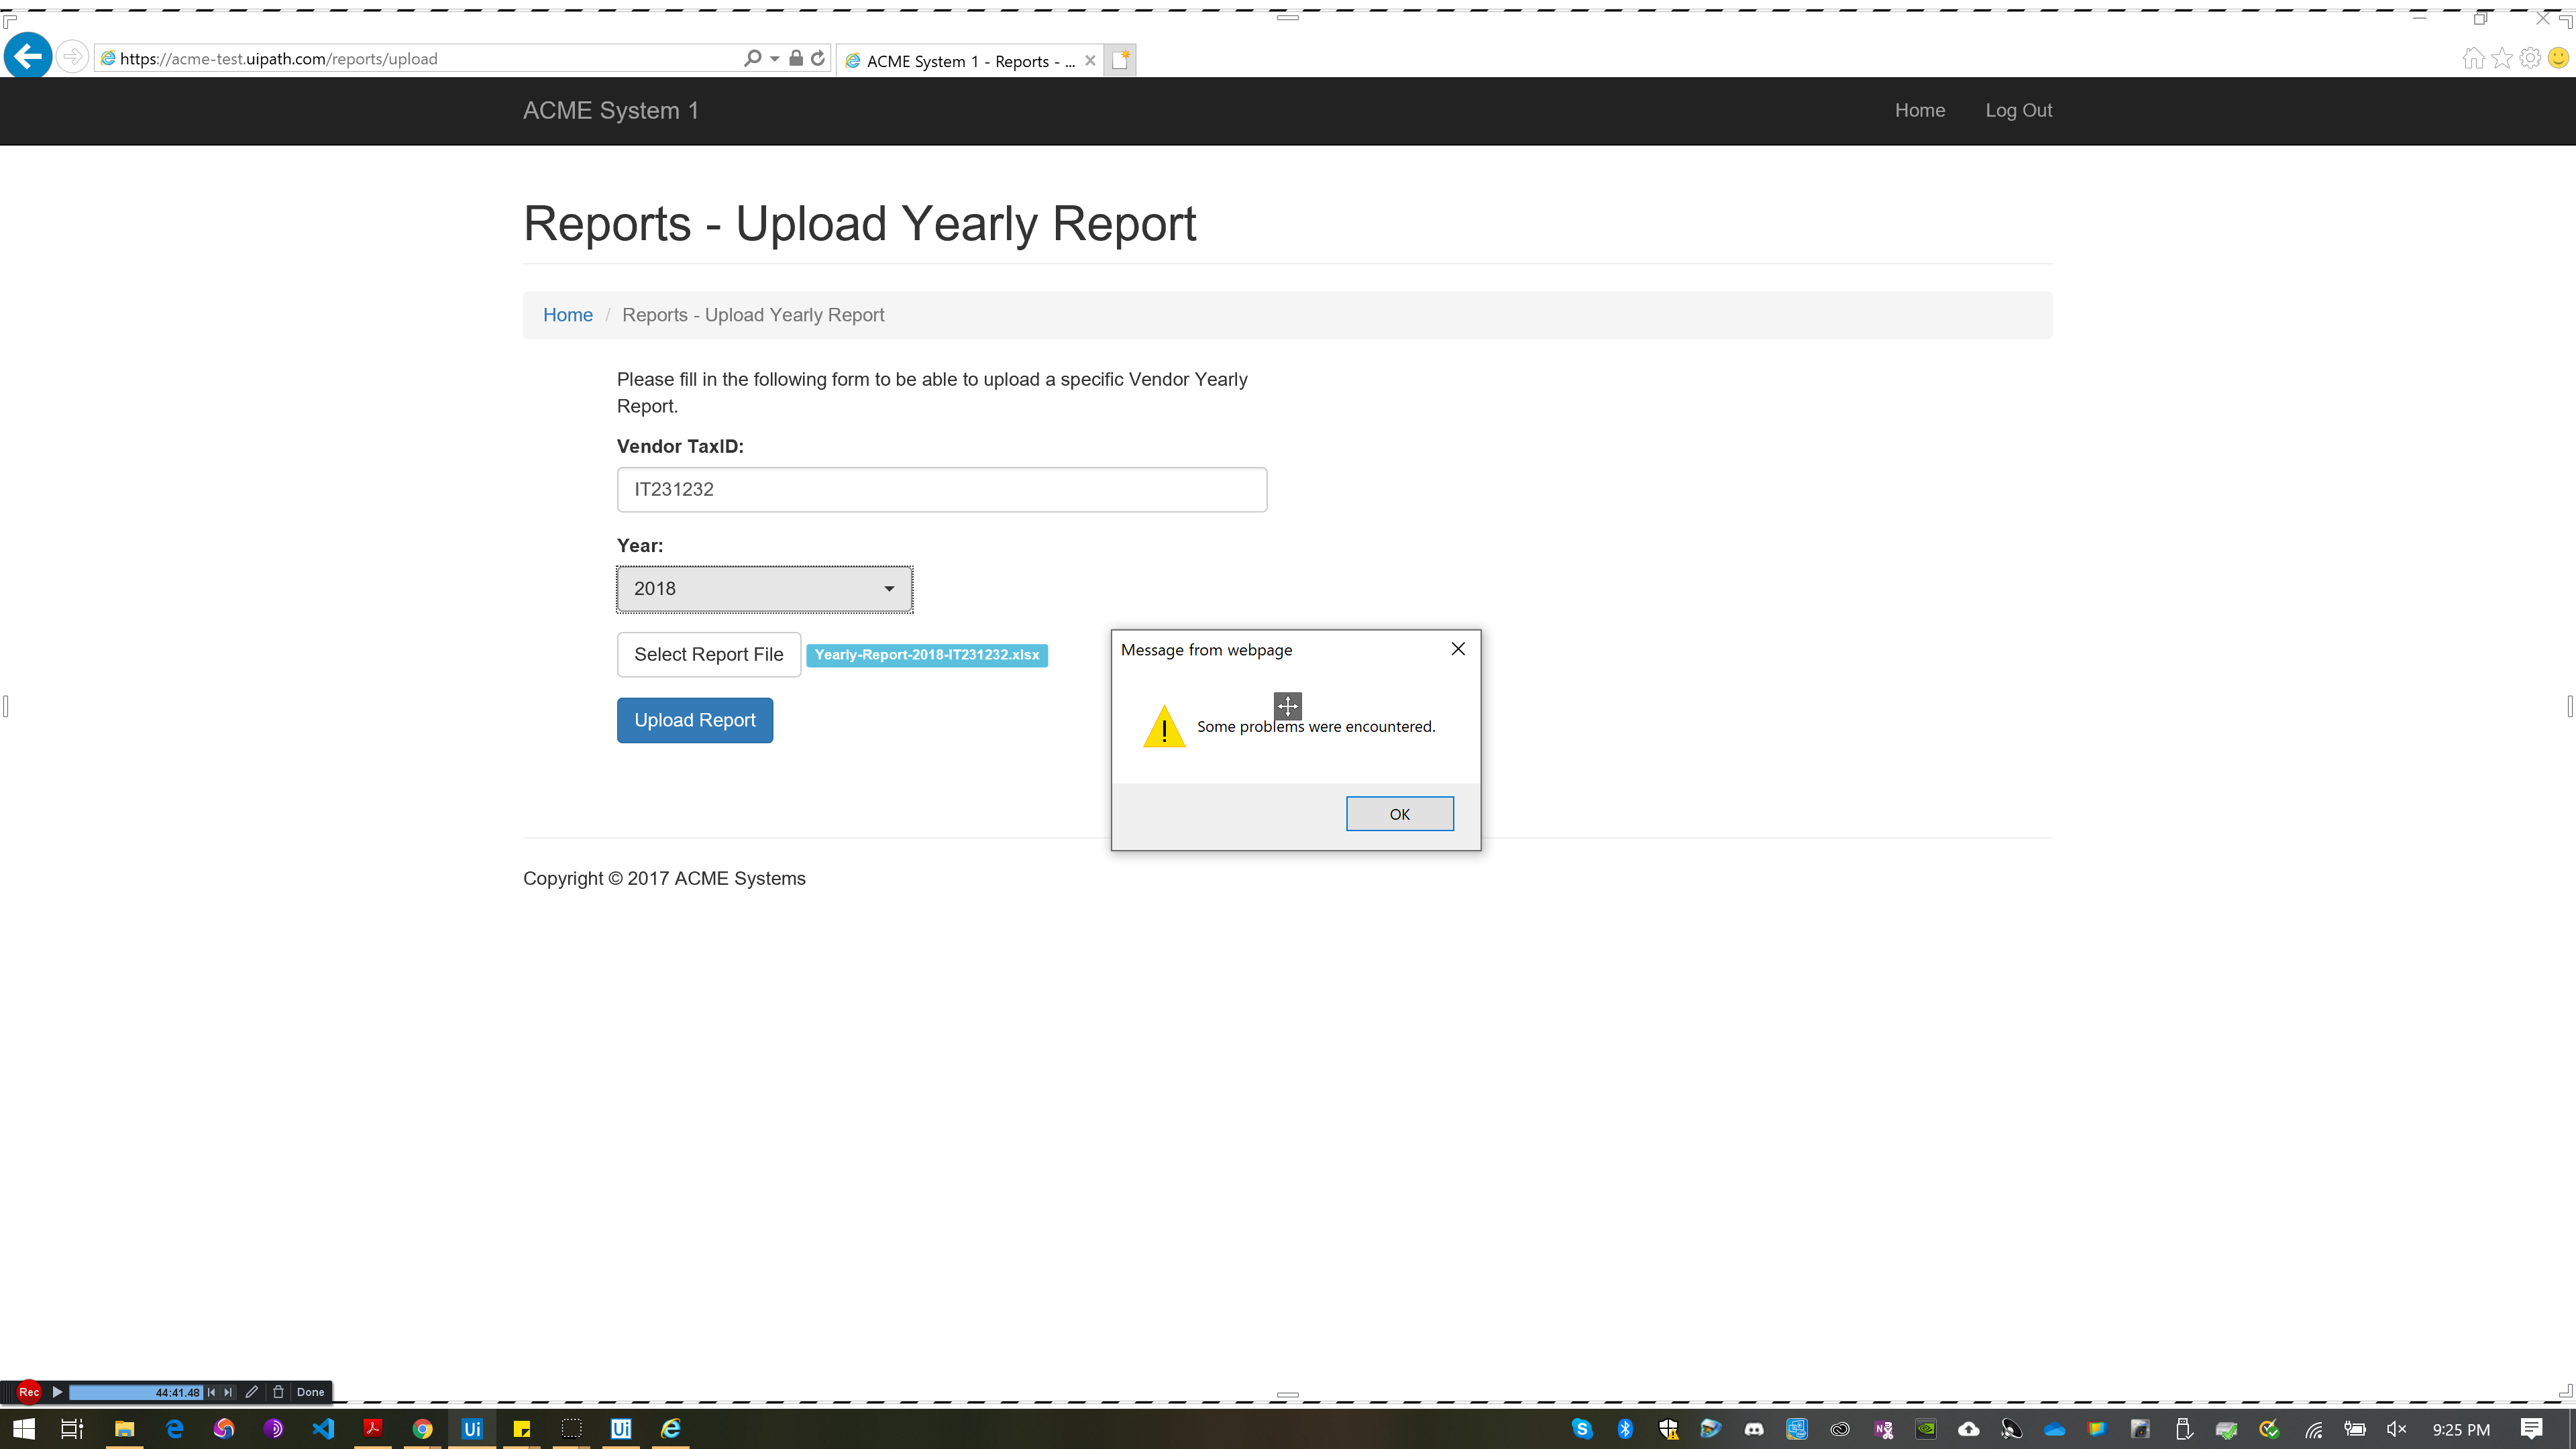 https://acme-test.uipath.com/reports/upload
ACME System 1 - Reports - ...
ACME System 1
Home
Log Out
Reports - Upload Yearly Report
Home / Reports - Upload Yearly Report
Please fill in the following form to be able to upload a specific Vendor Yearly
Report.
Vendor TaxID:
IT231232
Year:
2018
Select Report File
Yearly-Report-2018-IT231232.xlsx
Upload Report
Message from webpage
Some problems were encountered.
OK
Copyright © 2017 ACME Systems
Rec
44:41.48
Done
Ui
Ui
9:25 PM